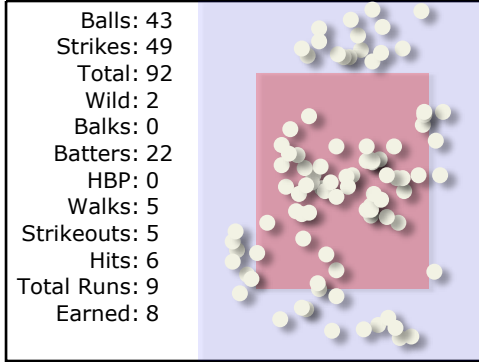 Balls: 43
Strikes: 49
Total: 92
Wild: 2
Balks: 0
Batters: 22
HBP: 0
Walks: 5
Strikeouts: 5
Hits: 6
Total Runs: 9
Earned: 8